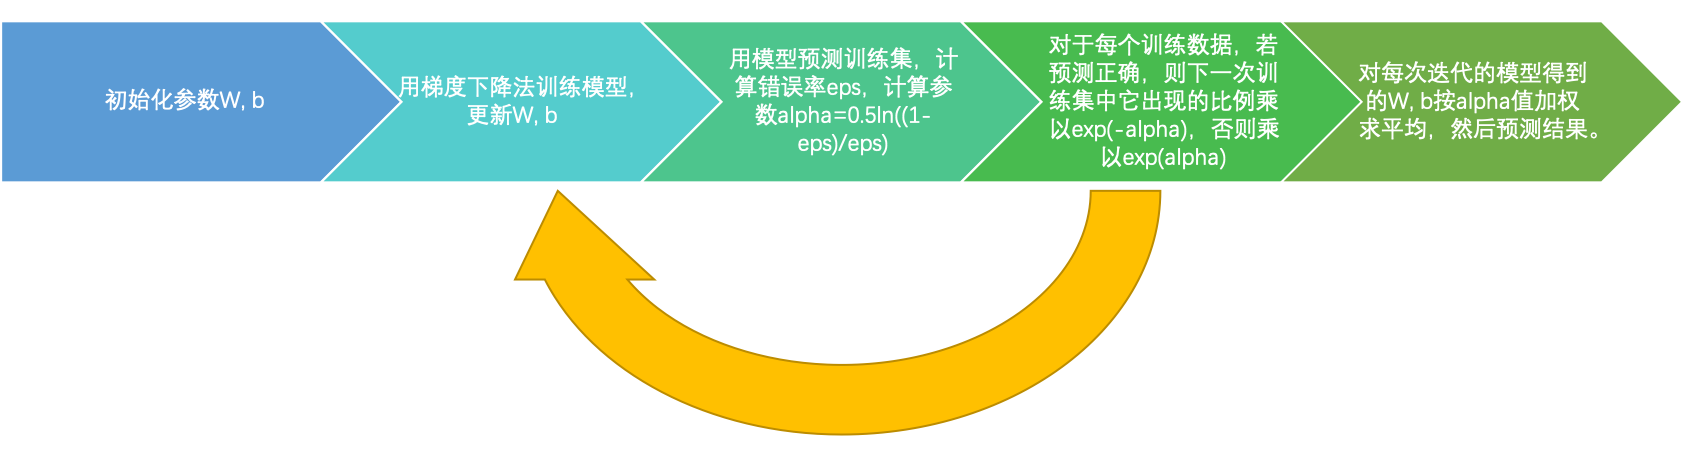 初始化参数W, b
用梯度下降法训练模型，
更新W, b
用模型预测训练集，计
算错误率eps，计算参
数alpha=0.5ln((1-
eps)/eps)
对于每个训练数据，若
预测正确，则下一次训
练集中它出现的比例乘
以exp(-alpha)，否则乘
以exp(alpha)
对每次迭代的模型得到
的W, b按alpha值加权
求平均，然后预测结果。